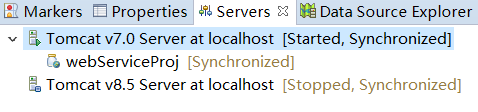 Markers Properties Servers Data Source Explorer
Tomcat v7.0 Server at localhost [Started, Synchronized]
webServiceProj [Synchronized]
Tomcat v8.5 Server at localhost [Stopped, Synchronized]